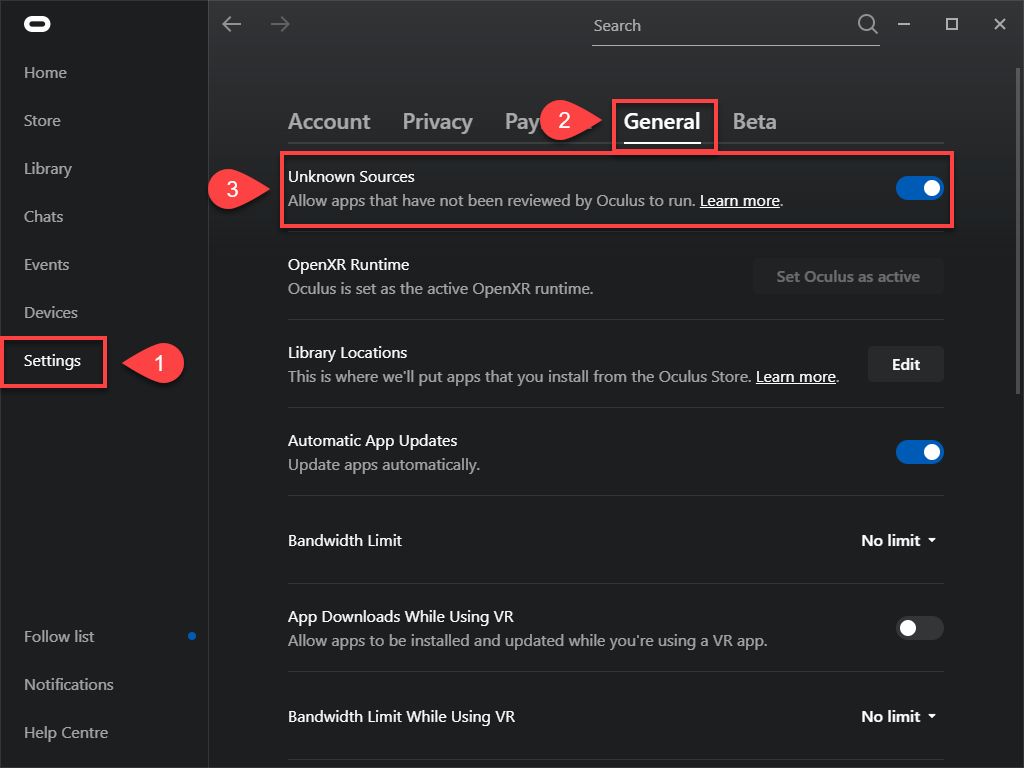 Search
Home
Store
Library
Chats
Events
Devices
Settings
1
Follow list
Notifications
Help Centre
Account Privacy Pay 2 General Beta
3
Unknown Sources
Allow apps that have not been reviewed by Oculus to run. Learn more.
OpenXR Runtime
Oculus is set as the active OpenXR runtime.
Set Oculus as active
Library Locations
This is where we'll put apps that you install from the Oculus Store. Learn more.
Edit
Automatic App Updates
Update apps automatically.
Bandwidth Limit
No limit
App Downloads While Using VR
Allow apps to be installed and updated while you're using a VR app.
Bandwidth Limit While Using VR
No limit